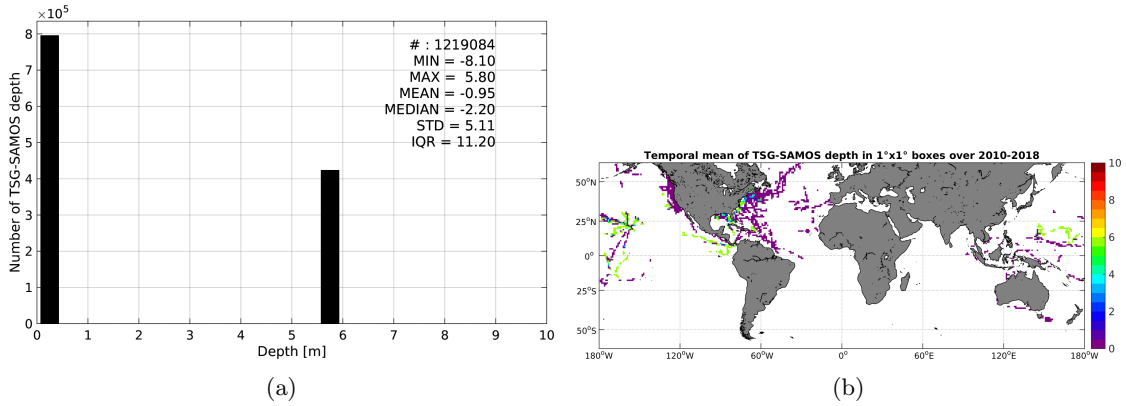 ×10⁵
8
7
6
5
4
3
2
1
0
Number of TSG-SAMOS depth
# : 1219084
MIN = -8.10
MAX = 5.80
MEAN = -0.95
MEDIAN = -2.20
STD = 5.11
IQR = 11.20
0 1 2 3 4 5 6 7 8 9 10
Depth [m]
(a)
Temporal mean of TSG-SAMOS depth in 1°x1° boxes over 2010-2018
50°N
25°N
0°
25°S
50°S
180°W 120°W 60°W 0° 60°E 120°E 180°E
10
8
6
4
2
0
(b)